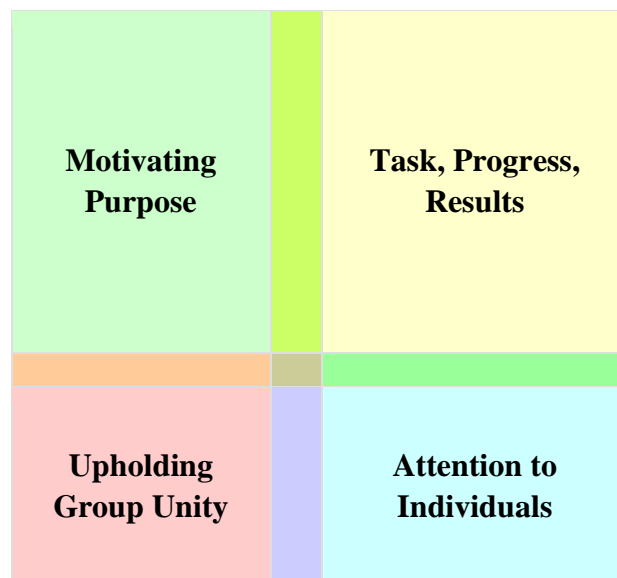 Motivating
Purpose
Task, Progress,
Results
Upholding
Group Unity
Attention to
Individuals